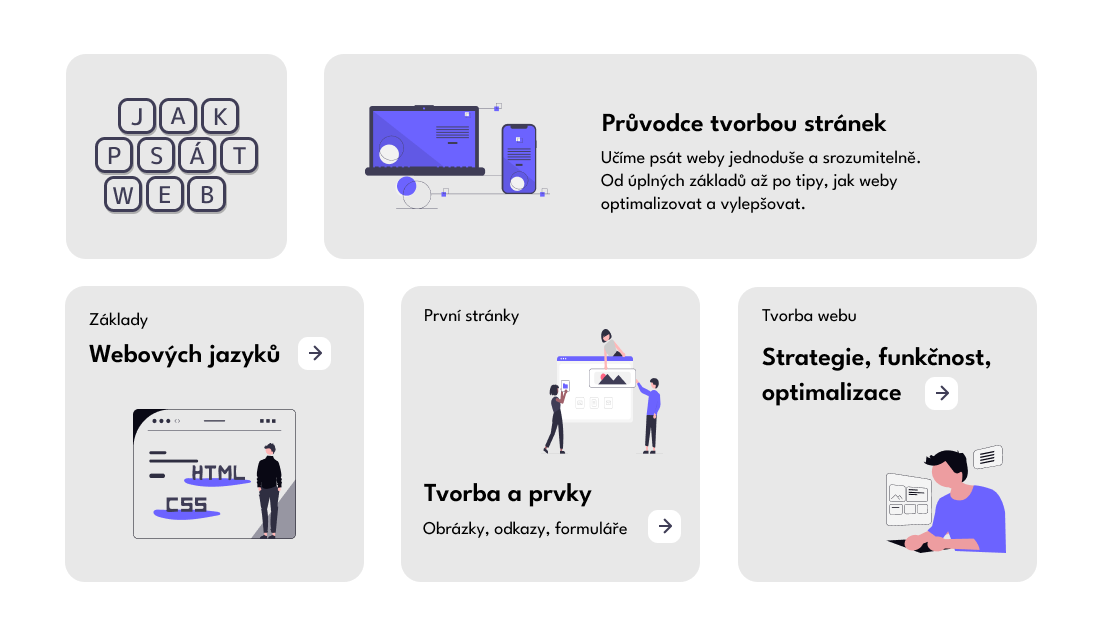 JAK
PSÁT
WEB
Průvodce tvorbou stránek
Učíme psát weby jednoduše a srozumitelně.
Od úplných základů až po tipy, jak weby
optimalizovat a vylepšovat.
Základy
Webových jazyků
HTML
CSS
První stránky
Tvorba a prvky
Obrázky, odkazy, formuláře
Tvorba webu
Strategie, funkčnost,
optimalizace